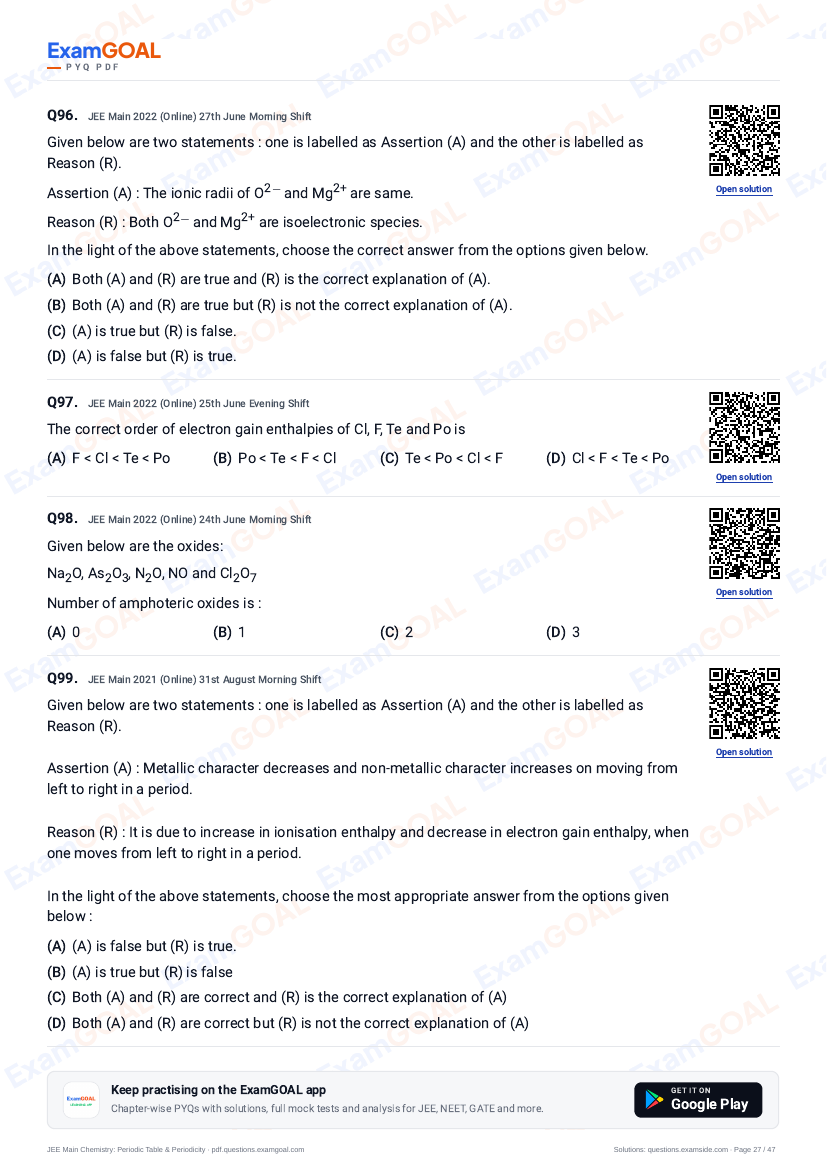 ExamGOAL
PYQ PDF
Q96. JEE Main 2022 (Online) 27th June Morning Shift
Given below are two statements : one is labelled as Assertion (A) and the other is labelled as
Reason (R).
Assertion (A) : The ionic radii of O²⁻ and Mg²⁺ are same.
Reason (R) : Both O²⁻ and Mg²⁺ are isoelectronic species.
In the light of the above statements, choose the correct answer from the options given below.
(A) Both (A) and (R) are true and (R) is the correct explanation of (A).
(B) Both (A) and (R) are true but (R) is not the correct explanation of (A).
(C) (A) is true but (R) is false.
(D) (A) is false but (R) is true.
Open solution
Q97. JEE Main 2022 (Online) 25th June Evening Shift
The correct order of electron gain enthalpies of Cl, F, Te and Po is
(A) F < Cl < Te < Po (B) Po < Te < F < Cl (C) Te < Po < Cl < F (D) Cl < F < Te < Po
Open solution
Q98. JEE Main 2022 (Online) 24th June Morning Shift
Given below are the oxides:
Na₂O, As₂O₃, N₂O, NO and Cl₂O₇
Number of amphoteric oxides is :
(A) 0 (B) 1 (C) 2 (D) 3
Open solution
Q99. JEE Main 2021 (Online) 31st August Morning Shift
Given below are two statements : one is labelled as Assertion (A) and the other is labelled as
Reason (R).
Assertion (A) : Metallic character decreases and non-metallic character increases on moving from
left to right in a period.
Reason (R) : It is due to increase in ionisation enthalpy and decrease in electron gain enthalpy, when
one moves from left to right in a period.
In the light of the above statements, choose the most appropriate answer from the options given
below :
(A) (A) is false but (R) is true.
(B) (A) is true but (R) is false
(C) Both (A) and (R) are correct and (R) is the correct explanation of (A)
(D) Both (A) and (R) are correct but (R) is not the correct explanation of (A)
Open solution
ExamGOAL
Keep practising on the ExamGOAL app
Chapter-wise PYQs with solutions, full mock tests and analysis for JEE, NEET, GATE and more.
GET IT ON
Google Play
JEE Main Chemistry: Periodic Table & Periodicity · pdf.questions.examgoal.com
Solutions: questions.examside.com · Page 27 / 47